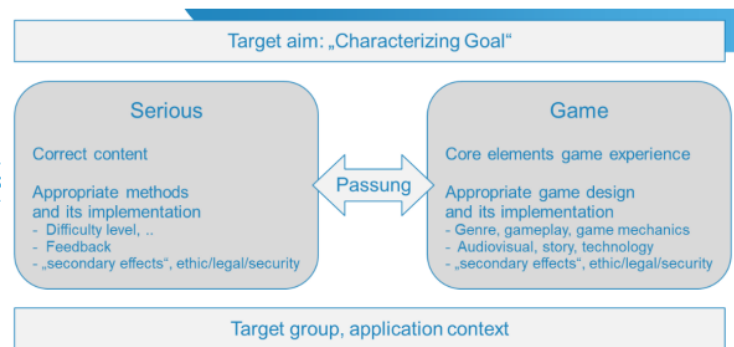 Target aim: „Characterizing Goal“
Serious
Correct content
Appropriate methods
and its implementation
- Difficulty level, ..
- Feedback
- „secondary effects“, ethic/legal/security
Passung
Game
Core elements game experience
Appropriate game design
and its implementation
- Genre, gameplay, game mechanics
- Audiovisual, story, technology
- „secondary effects“, ethic/legal/security
Target group, application context